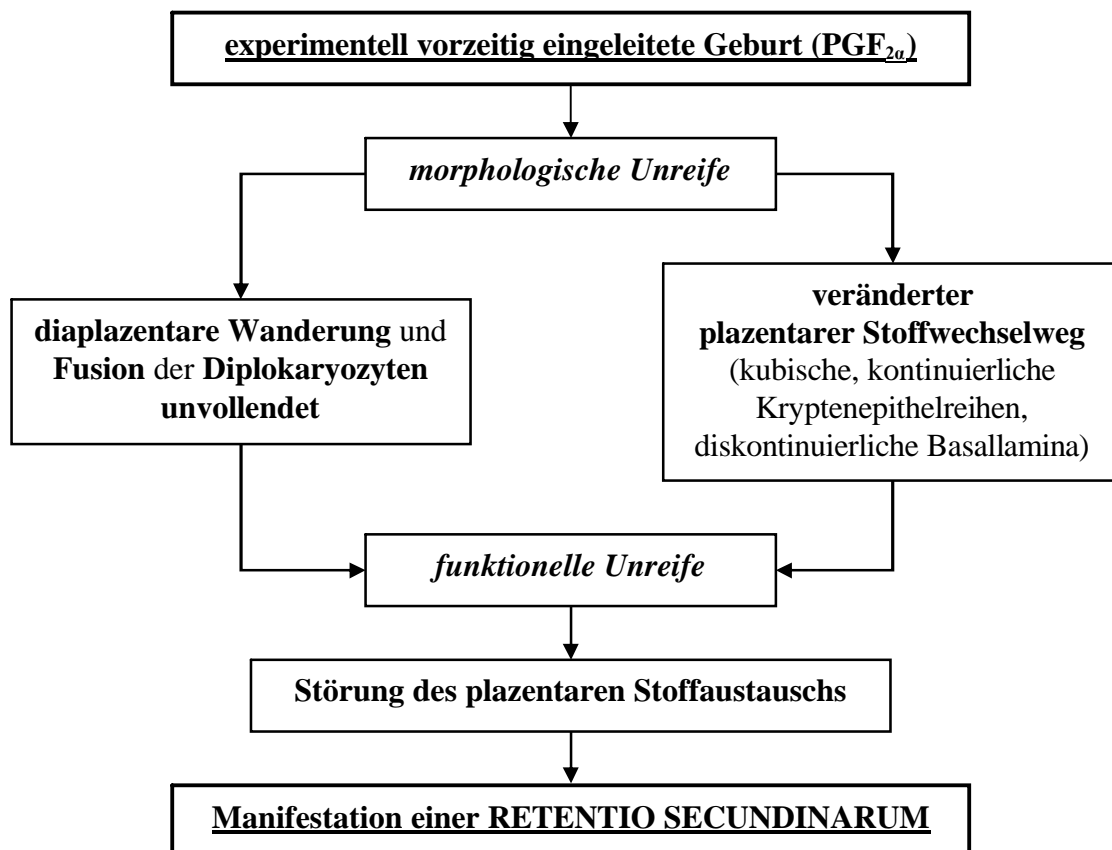 experimentell vorzeitig eingeleitete Geburt (PGF2α)
morphologische Unreife
diaplazentare Wanderung und
Fusion der Diplokaryozyten
unvollendet
veränderter
plazentarer Stoffwechselweg
(kubische, kontinuierliche
Kryptenepithelreihen,
diskontinuierliche Basallamina)
funktionelle Unreife
Störung des plazentaren Stoffaustauschs
Manifestation einer RETENTIO SECUNDINARUM